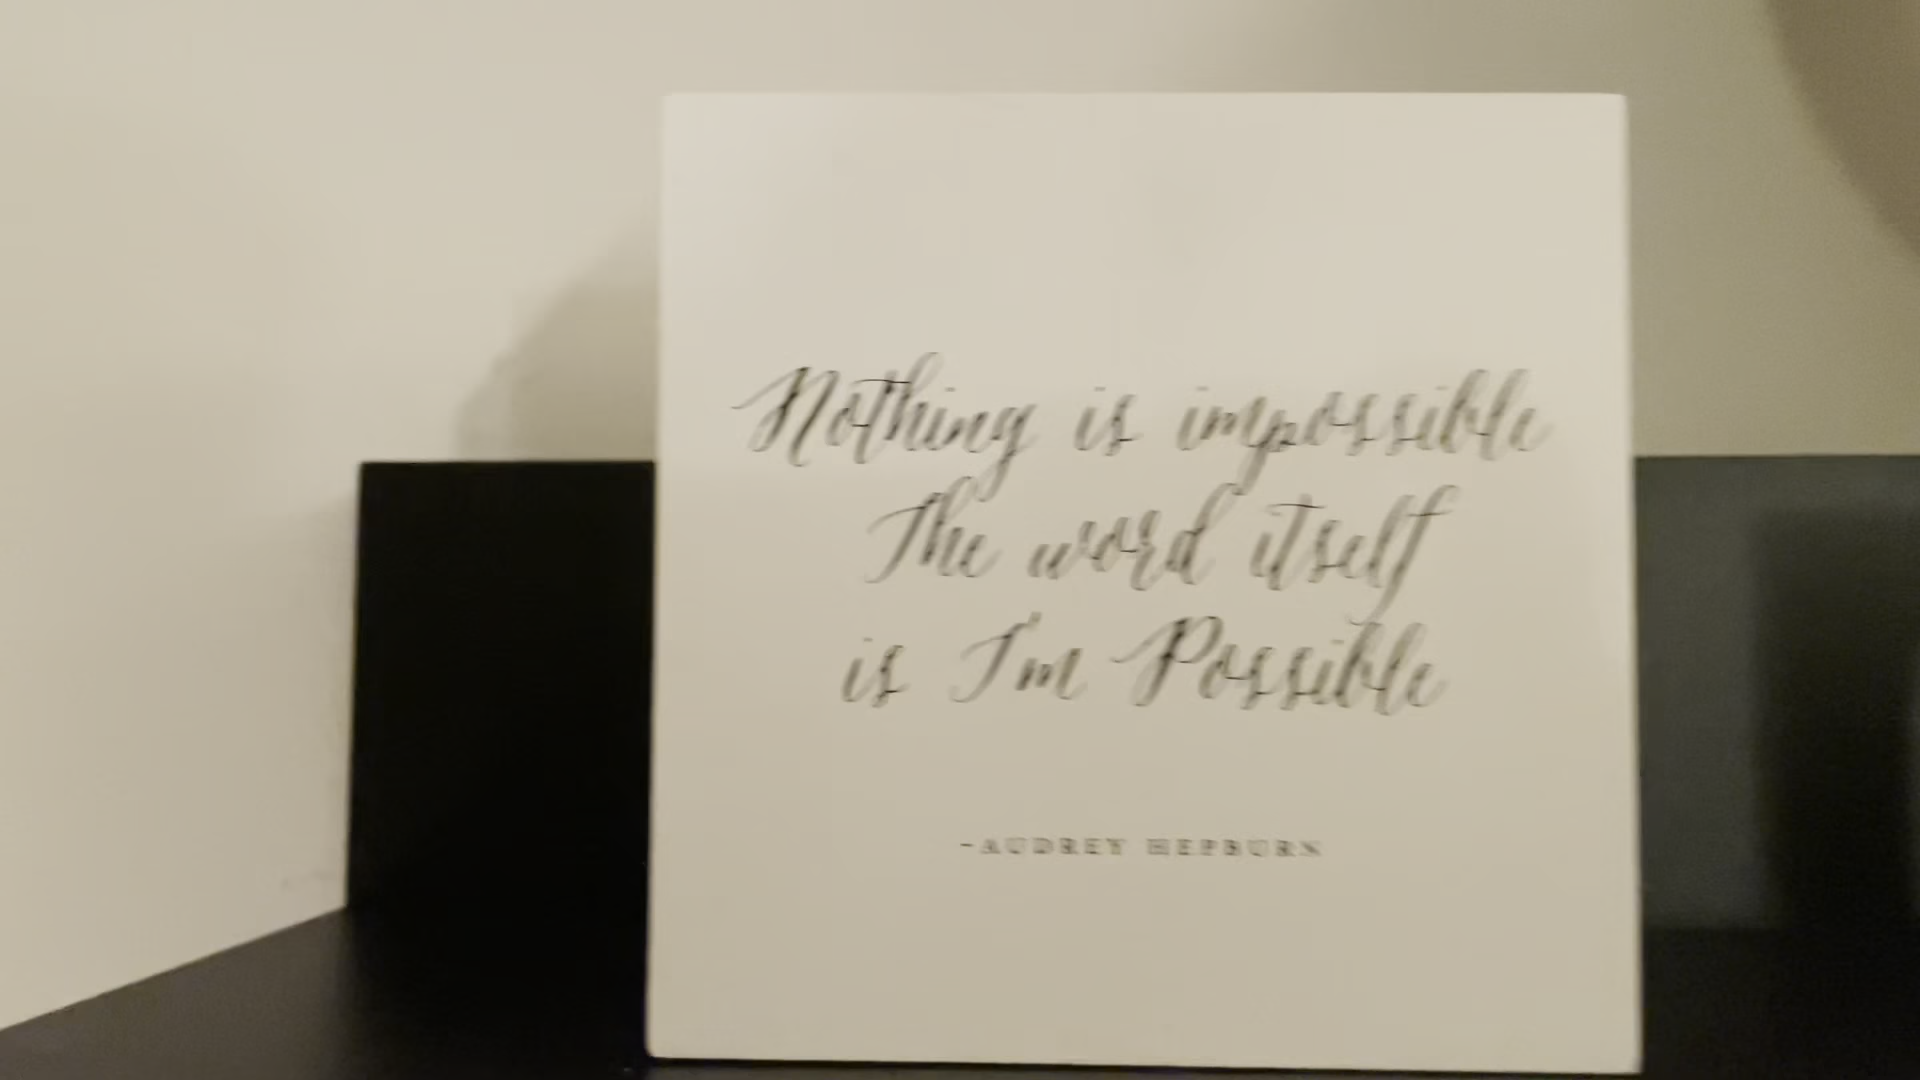 Nothing is impossible
The word itself
is I'm Possible
-AUDREY HEPBURN